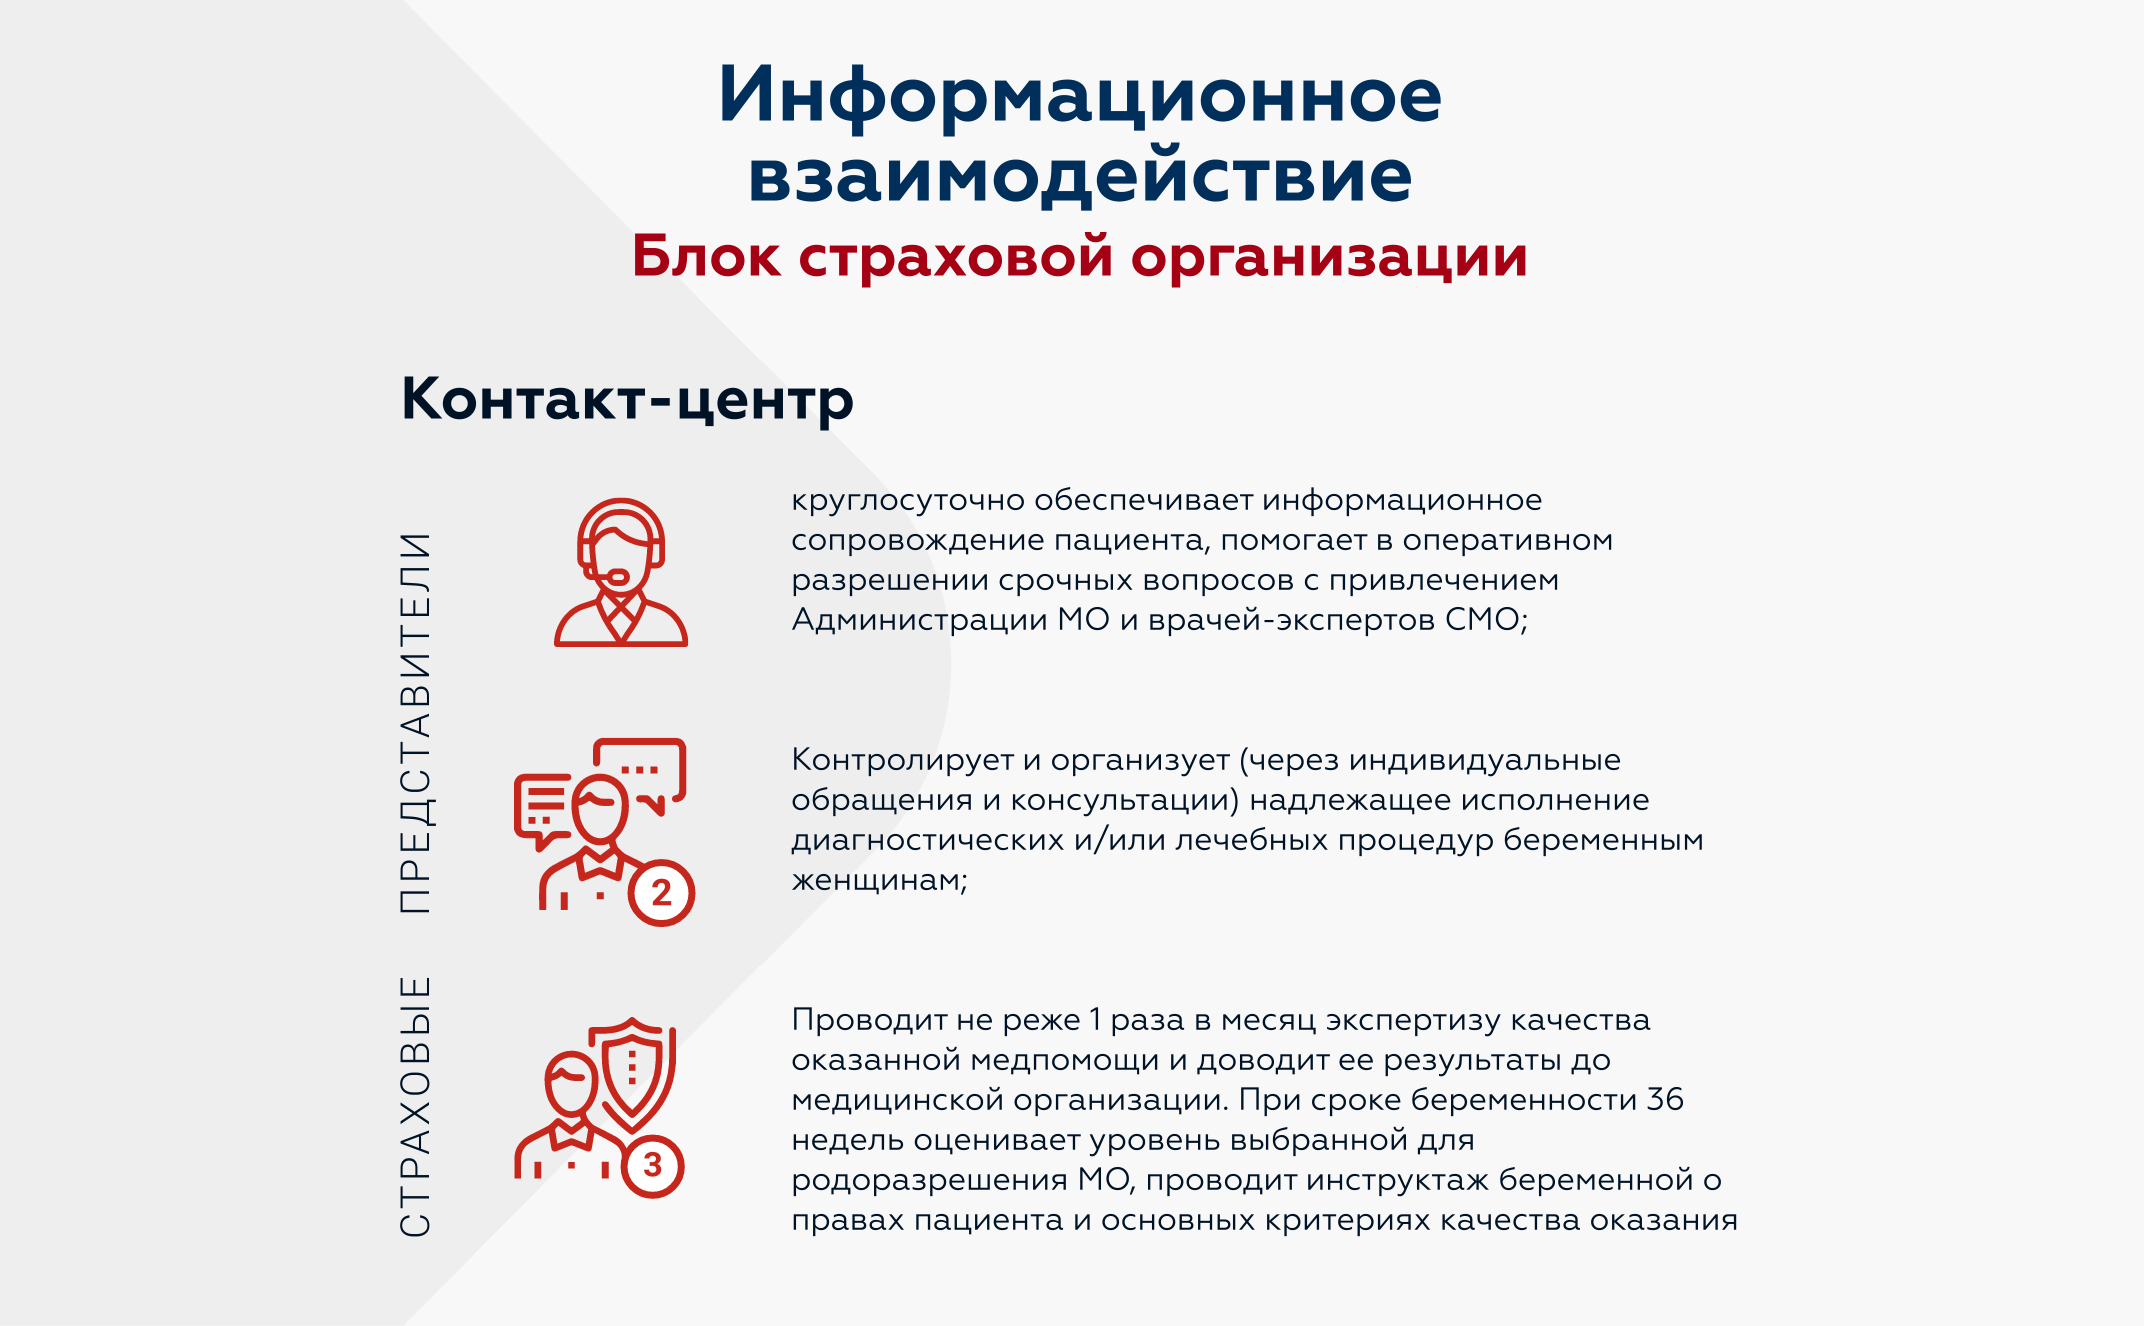 Информационное
взаимодействие
Блок страховой организации
Контакт-центр
СТРАХОВЫЕ ПРЕДСТАВИТЕЛИ
круглосуточно обеспечивает информационное
сопровождение пациента, помогает в оперативном
разрешении срочных вопросов с привлечением
Администрации МО и врачей-экспертов СМО;
2
Контролирует и организует (через индивидуальные
обращения и консультации) надлежащее исполнение
диагностических и/или лечебных процедур беременным
женщинам;
3
Проводит не реже 1 раза в месяц экспертизу качества
оказанной медпомощи и доводит ее результаты до
медицинской организации. При сроке беременности 36
недель оценивает уровень выбранной для
родоразрешения МО, проводит инструктаж беременной о
правах пациента и основных критериях качества оказания